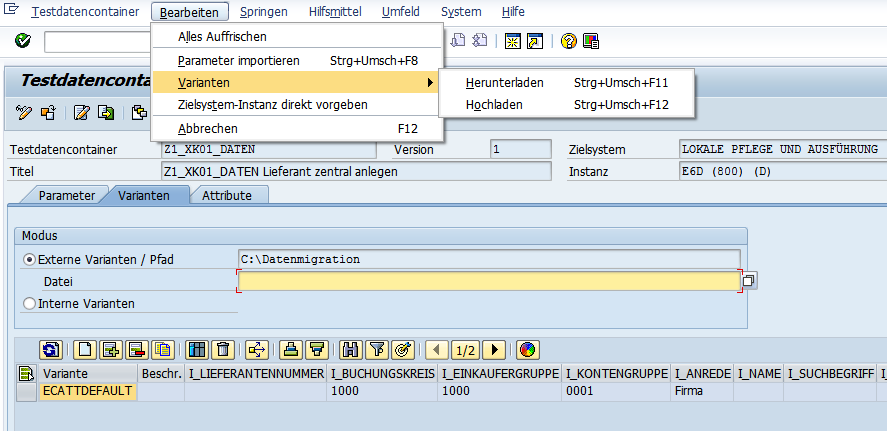 Testdatencontainer Bearbeiten Springen Hilfsmittel Umfeld System Hilfe
Alles Auffrischen
Parameter importieren Strg+Umsch+F8
Varianten
Herunterladen Strg+Umsch+F11
Zielsystem-Instanz direkt vorgeben
Hochladen Strg+Umsch+F12
Abbrechen F12
Testdatenconta
Testdatencontainer Z1_XK01_DATEN Version 1 Zielsystem LOKALE PFLEGE UND AUSFÜHRUNG
Titel Z1_XK01_DATEN Lieferant zentral anlegen Instanz E6D (800) (D)
Parameter Varianten Attribute
Modus
Externe Varianten / Pfad C:\Datenmigration
Datei
Interne Varianten
1/2
Variante Beschr. I_LIEFERANTENNUMMER I_BUCHUNGSKREIS I_EINKAUFERGRUPPE I_KONTENGRUPPE I_ANREDE I_NAME I_SUCHBEGRIFF I_
ECATTDEFAULT 1000 1000 0001 Firma